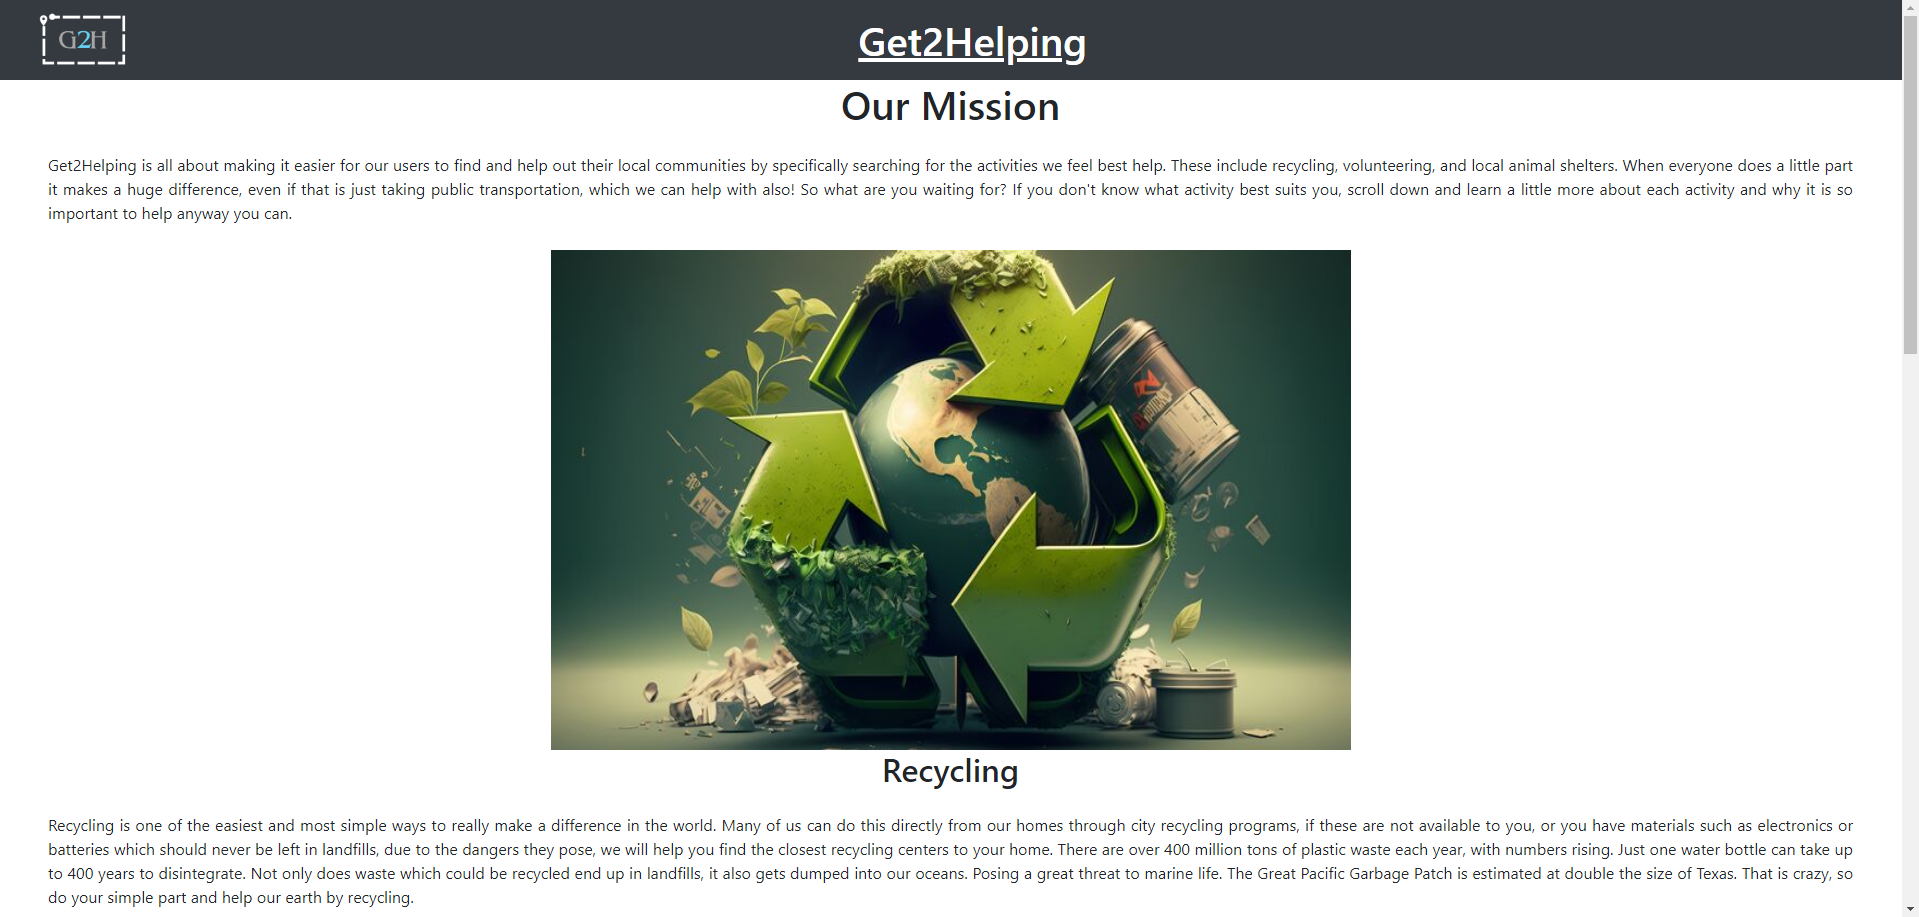 G2H
Get2Helping
Our Mission
Get2Helping is all about making it easier for our users to find and help out their local communities by specifically searching for the activities we feel best help. These include recycling, volunteering, and local animal shelters. When everyone does a little part
it makes a huge difference, even if that is just taking public transportation, which we can help with also! So what are you waiting for? If you don't know what activity best suits you, scroll down and learn a little more about each activity and why it is so
important to help anyway you can.
Recycling
Recycling is one of the easiest and most simple ways to really make a difference in the world. Many of us can do this directly from our homes through city recycling programs, if these are not available to you, or you have materials such as electronics or
batteries which should never be left in landfills, due to the dangers they pose, we will help you find the closest recycling centers to your home. There are over 400 million tons of plastic waste each year, with numbers rising. Just one water bottle can take up
to 400 years to disintegrate. Not only does waste which could be recycled end up in landfills, it also gets dumped into our oceans. Posing a great threat to marine life. The Great Pacific Garbage Patch is estimated at double the size of Texas. That is crazy, so
do your simple part and help our earth by recycling.